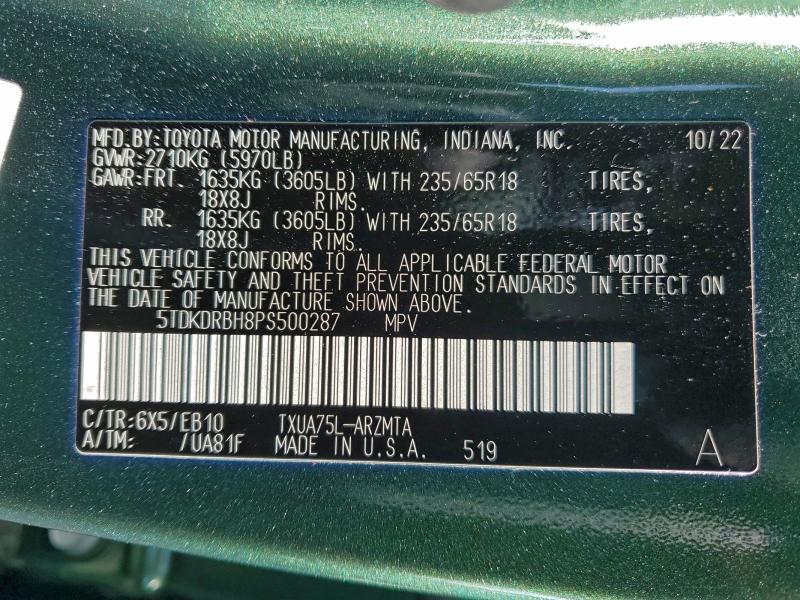 MFD.BY:TOYOTA MOTOR MANUFACTURING, INDIANA, INC. 10/22
GVWR:2710KG (5970LB)
GAWR:FRT. 1635KG (3605LB) WITH 235/65R18 TIRES,
18X8J RIMS.
RR. 1635KG (3605LB) WITH 235/65R18 TIRES,
18X8J RIMS.
THIS VEHICLE CONFORMS TO ALL APPLICABLE FEDERAL MOTOR
VEHICLE SAFETY AND THEFT PREVENTION STANDARDS IN EFFECT ON
THE DATE OF MANUFACTURE SHOWN ABOVE.
5TDKDRBH8PS500287 MPV
C/TR:6X5/EB10 TXUA75L-ARZMTA
A/TM: /UA81F MADE IN U.S.A. 519 A